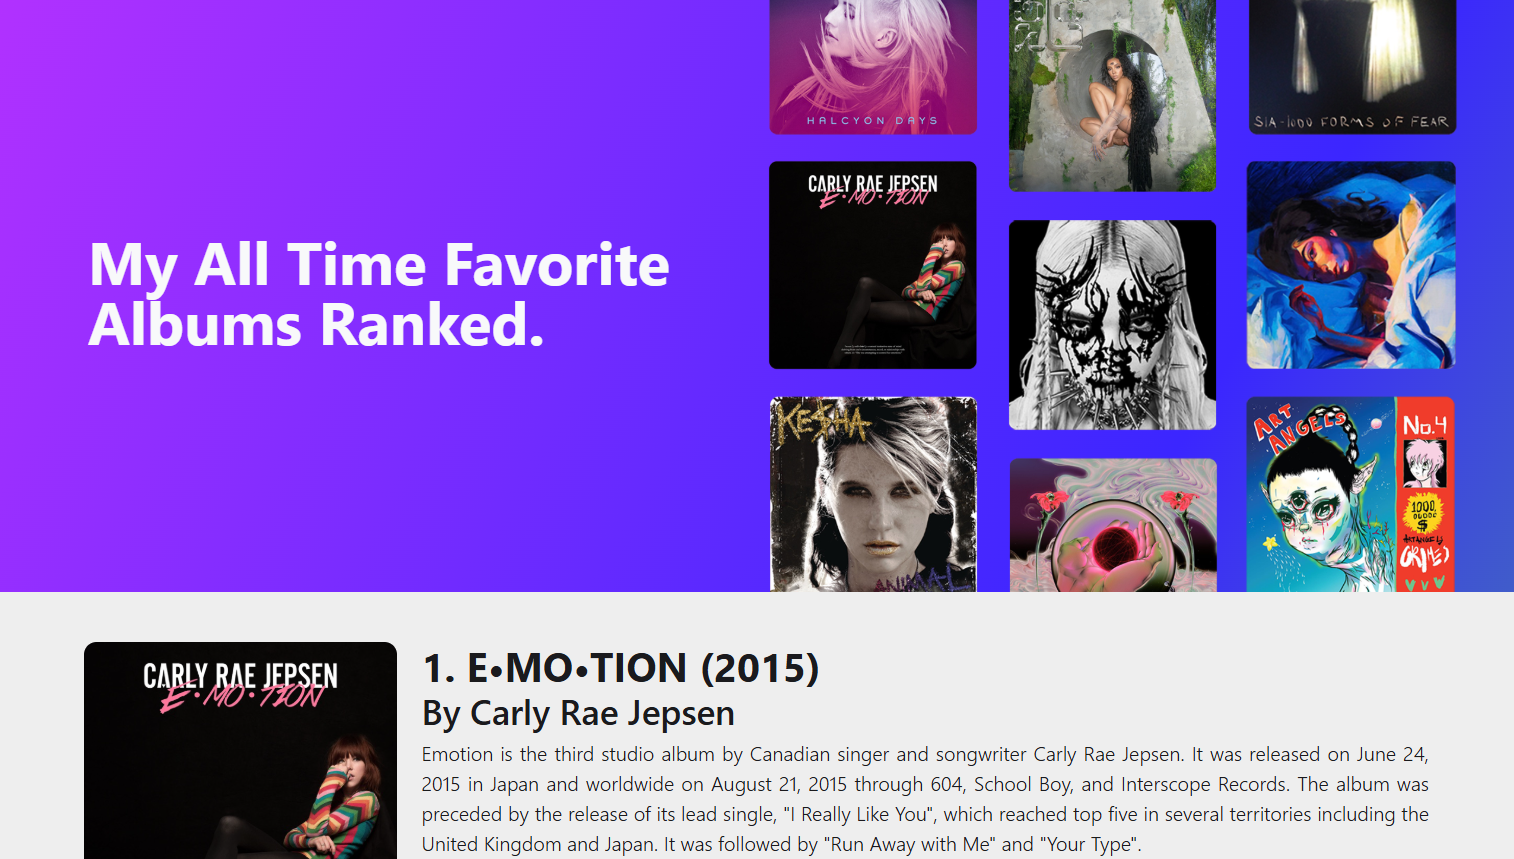 My All Time Favorite
Albums Ranked.
HALCYON DAYS
SIA - 1000 FORMS OF FEAR
CARLY RAE JEPSEN
E•MO•TION
KE$HA
ANIMAL
ART
ANGELS
No.4
1000,
$
GRIMES
CARLY RAE JEPSEN
E•MO•TION
1. E•MO•TION (2015)
By Carly Rae Jepsen
Emotion is the third studio album by Canadian singer and songwriter Carly Rae Jepsen. It was released on June 24,
2015 in Japan and worldwide on August 21, 2015 through 604, School Boy, and Interscope Records. The album was
preceded by the release of its lead single, "I Really Like You", which reached top five in several territories including the
United Kingdom and Japan. It was followed by "Run Away with Me" and "Your Type".